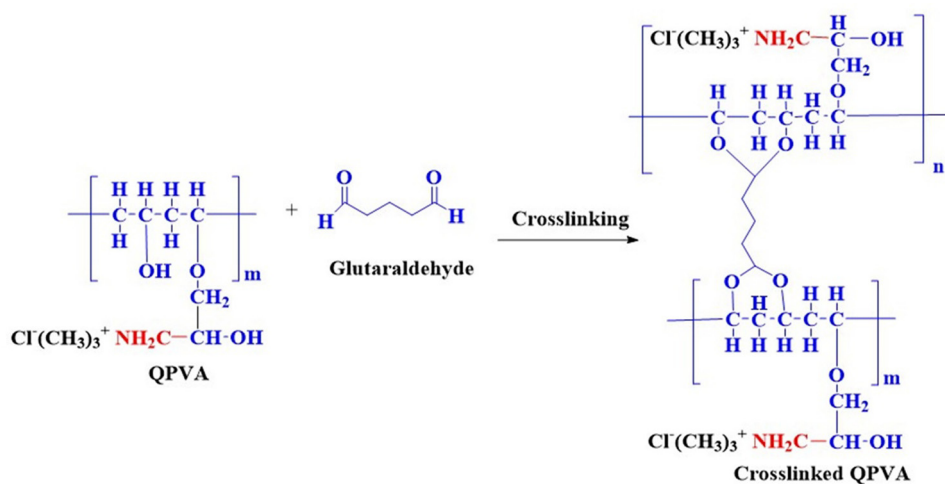 H H H H
C C C C
H H
OH O m
CH₂
Cl⁻(CH₃)₃⁺ NH₂C–CH–OH
QPVA
+
O O
H H
Glutaraldehyde
Crosslinking
H
Cl⁻(CH₃)₃⁺ NH₂C–C–OH
CH₂
O
H H H H
C C C C C
O H O H H
n
O O
H H H
C C C C C
H H H H
m
O
CH₂
Cl⁻(CH₃)₃⁺ NH₂C–CH–OH
Crosslinked QPVA